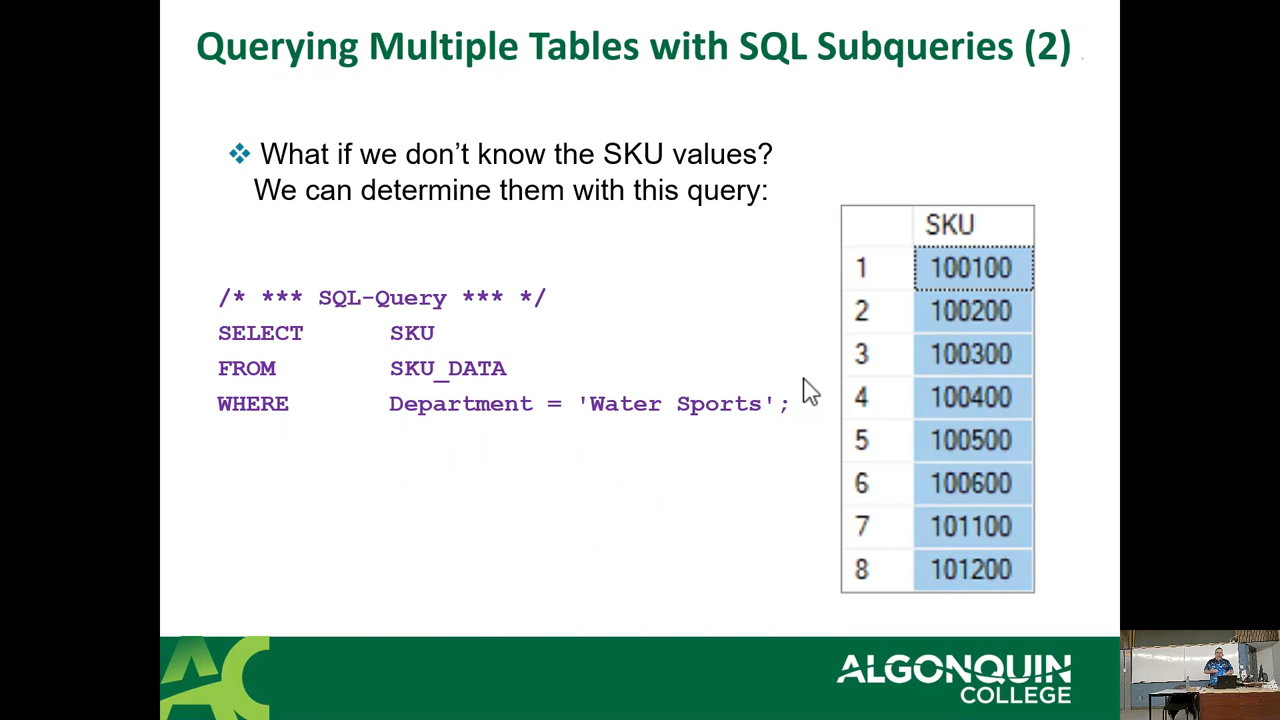 Querying Multiple Tables with SQL Subqueries (2)
What if we don't know the SKU values?
We can determine them with this query:
/* *** SQL-Query *** */
SELECT SKU
FROM SKU_DATA
WHERE Department = 'Water Sports';
SKU
1 100100
2 100200
3 100300
4 100400
5 100500
6 100600
7 101100
8 101200
AC
ALGONQUIN
COLLEGE